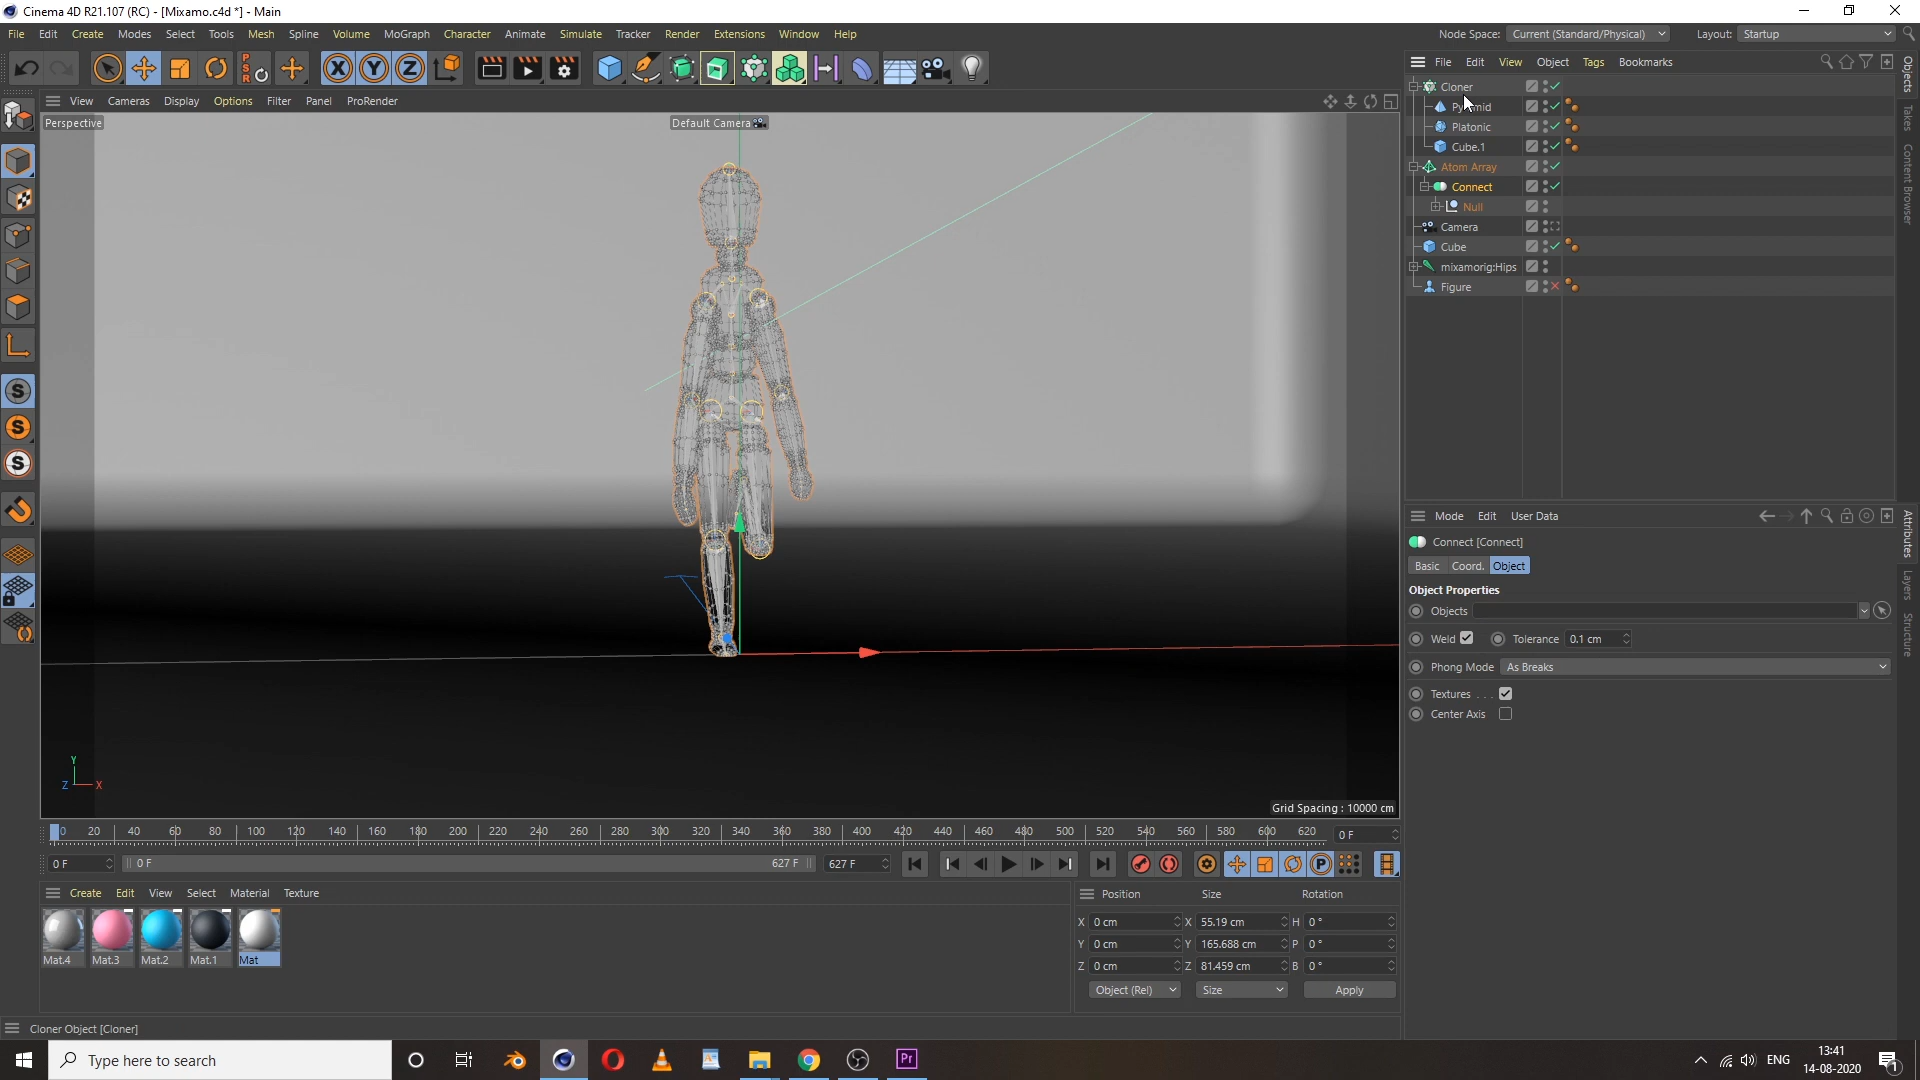 Cinema 4D R21.107 (RC) - [Mixamo.c4d *] - Main
File Edit Create Modes Select Tools Mesh Spline Volume MoGraph Character Animate Simulate Tracker Render Extensions Window Help
Node Space: Current (Standard/Physical) Layout: Startup
P S R X Y Z
File Edit View Object Tags Bookmarks
View Cameras Display Options Filter Panel ProRender
Perspective
Default Camera
Cloner
Platonic
Cube.1
Atom Array
Connect
Null
Camera
Cube
mixamorig:Hips
Figure
Objects
Takes
Content Browser
Attributes
Layers
Structure
S
S
S
Mode Edit User Data
Connect [Connect]
Basic Coord. Object
Object Properties
Objects
Weld Tolerance 0.1 cm
Phong Mode As Breaks
Textures . . .
Center Axis
Y
Z X
Grid Spacing : 10000 cm
0 20 40 60 80 100 120 140 160 180 200 220 240 260 280 300 320 340 360 380 400 420 440 460 480 500 520 540 560 580 600 620 0 F
0 F 0 F 627 F 627 F P
Create Edit View Select Material Texture
Mat.4 Mat.3 Mat.2 Mat.1 Mat
Position Size Rotation
X 0 cm X 55.19 cm H 0 °
Y 0 cm Y 165.688 cm P 0 °
Z 0 cm Z 81.459 cm B 0 °
Object (Rel) Size Apply
Cloner Object [Cloner]
Type here to search
Pr
ENG
13:41
14-08-2020
1